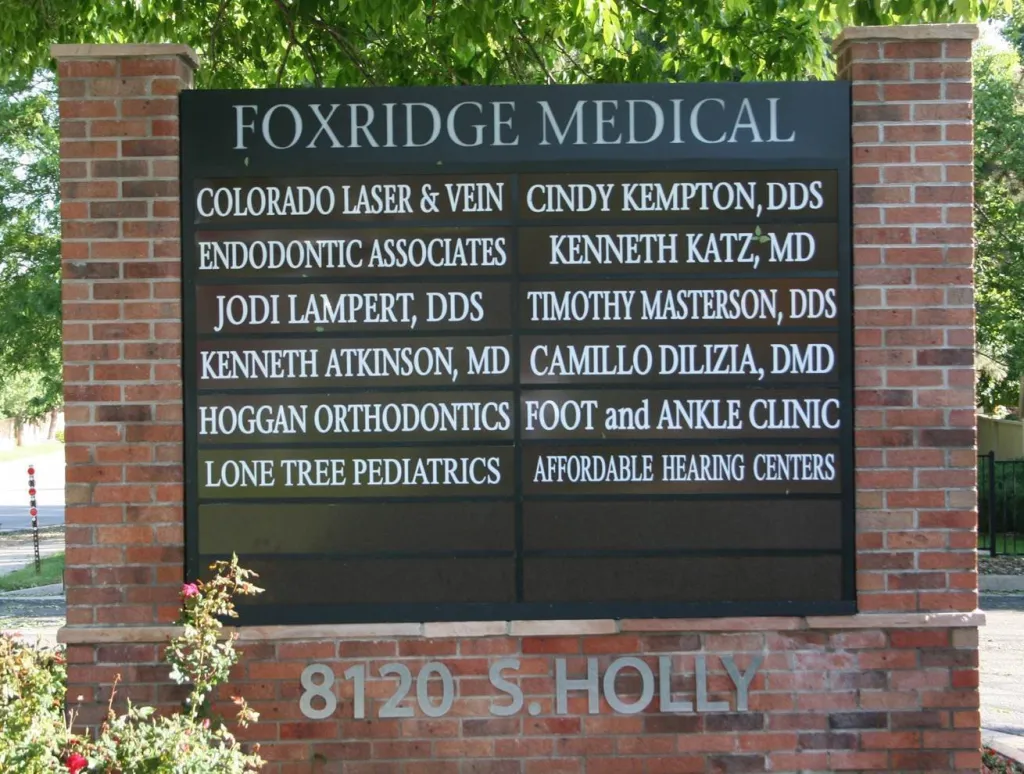 FOXRIDGE MEDICAL
COLORADO LASER & VEIN
CINDY KEMPTON, DDS
ENDODONTIC ASSOCIATES
KENNETH KATZ, MD
JODI LAMPERT, DDS
TIMOTHY MASTERSON, DDS
KENNETH ATKINSON, MD
CAMILLO DILIZIA, DMD
HOGGAN ORTHODONTICS
FOOT and ANKLE CLINIC
LONE TREE PEDIATRICS
AFFORDABLE HEARING CENTERS
8120 S. HOLLY